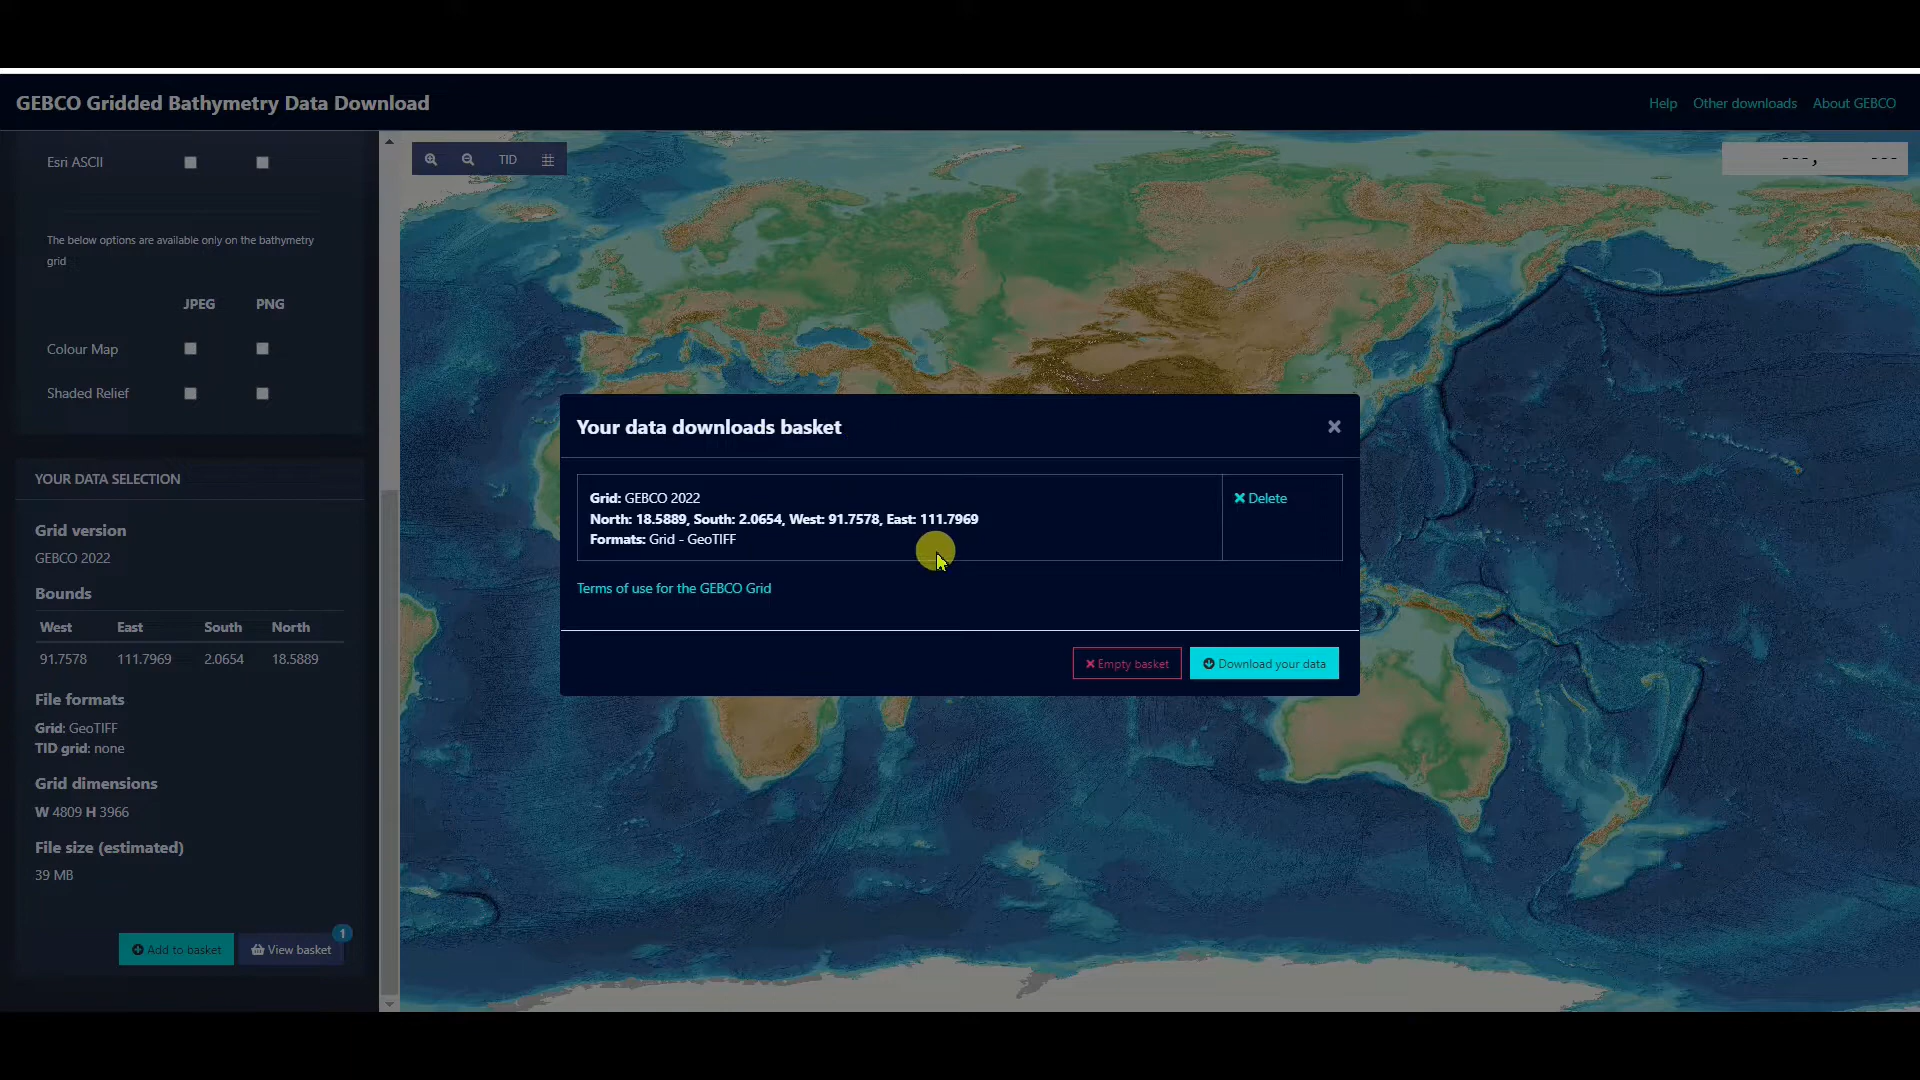 GEBCO Gridded Bathymetry Data Download
Help Other downloads About GEBCO
Esri ASCII
The below options are available only on the bathymetry
grid
JPEG PNG
Colour Map
Shaded Relief
YOUR DATA SELECTION
Grid version
GEBCO 2022
Bounds
West East South North
91.7578 111.7969 2.0654 18.5889
File formats
Grid: GeoTIFF
TID grid: none
Grid dimensions
W 4809 H 3966
File size (estimated)
39 MB
Add to basket View basket 1
TID
---, ---
Your data downloads basket
Grid: GEBCO 2022
North: 18.5889, South: 2.0654, West: 91.7578, East: 111.7969
Formats: Grid - GeoTIFF
Delete
Terms of use for the GEBCO Grid
Empty basket Download your data